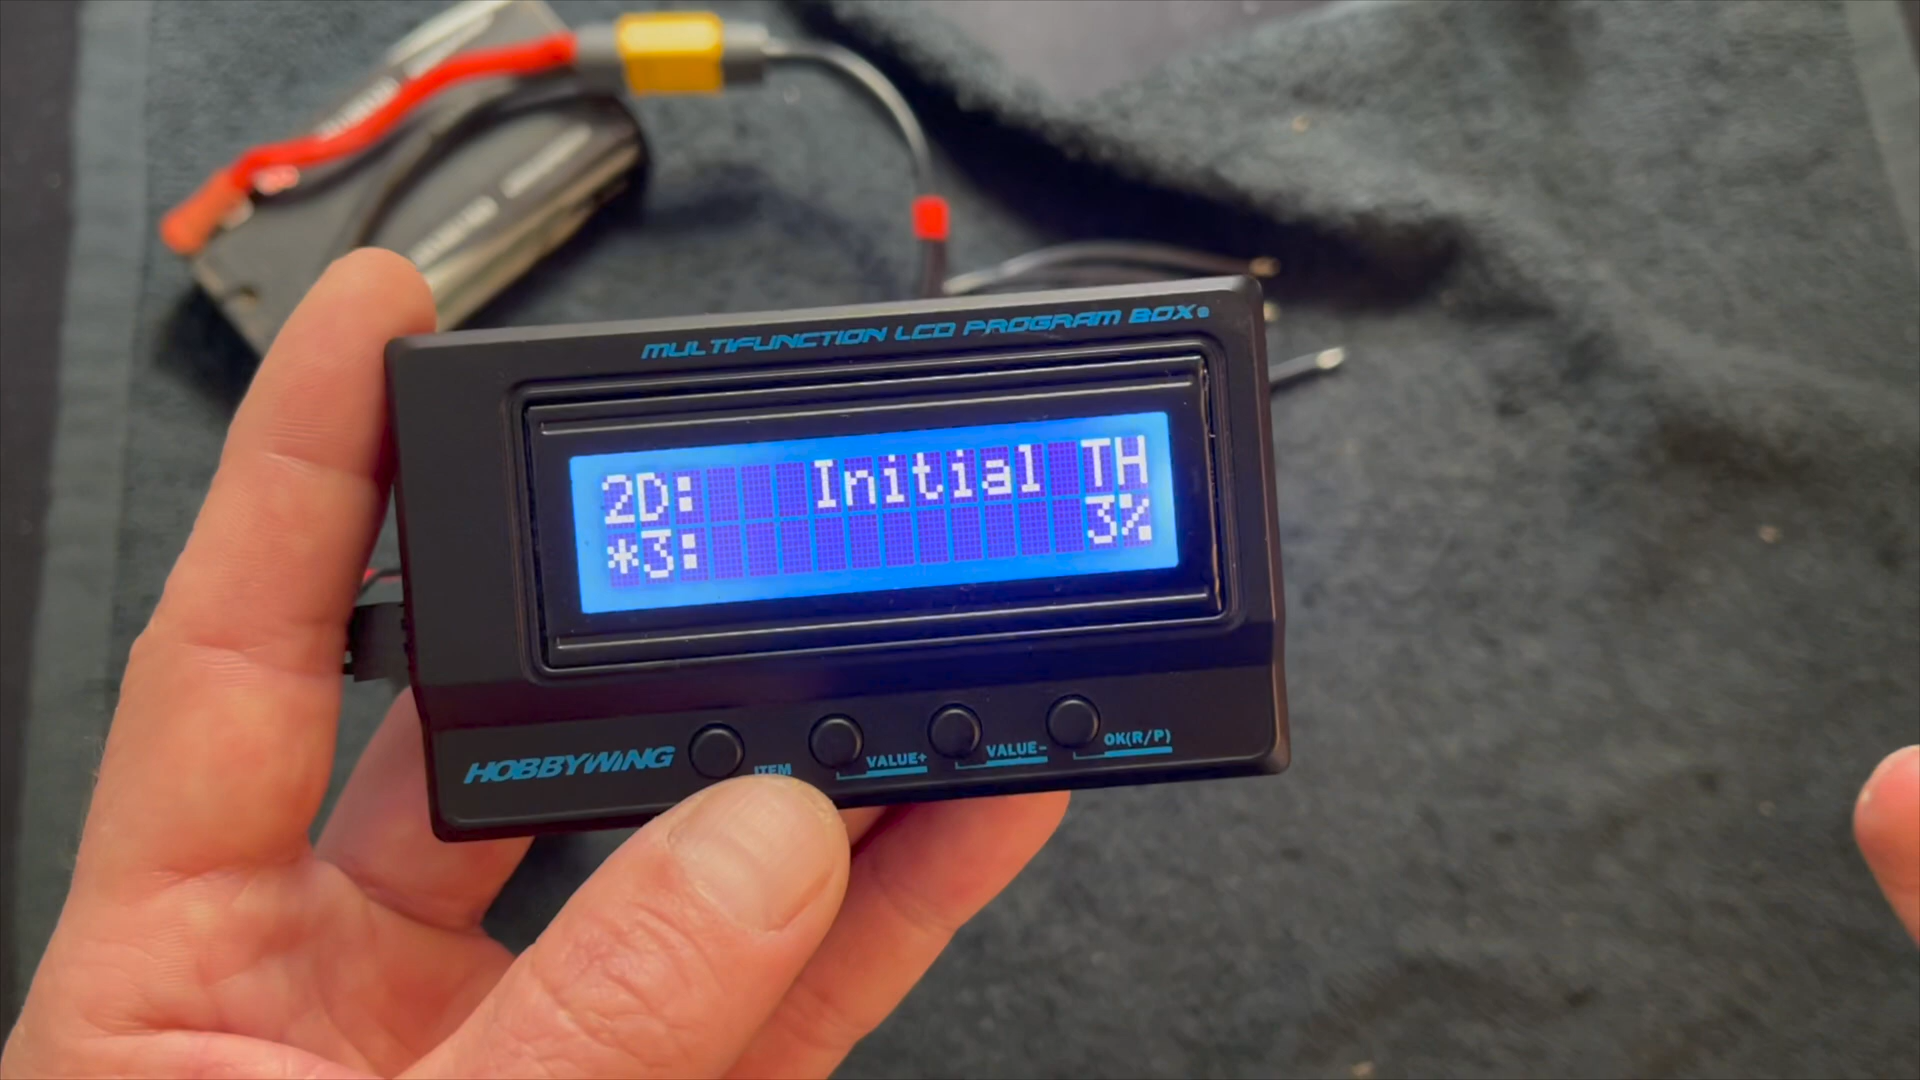 MULTIFUNCTION LCD PROGRAM BOX
2D: Initial TH
*3: 3%
HOBBYWING
ITEM
VALUE+
VALUE-
OK(R/P)